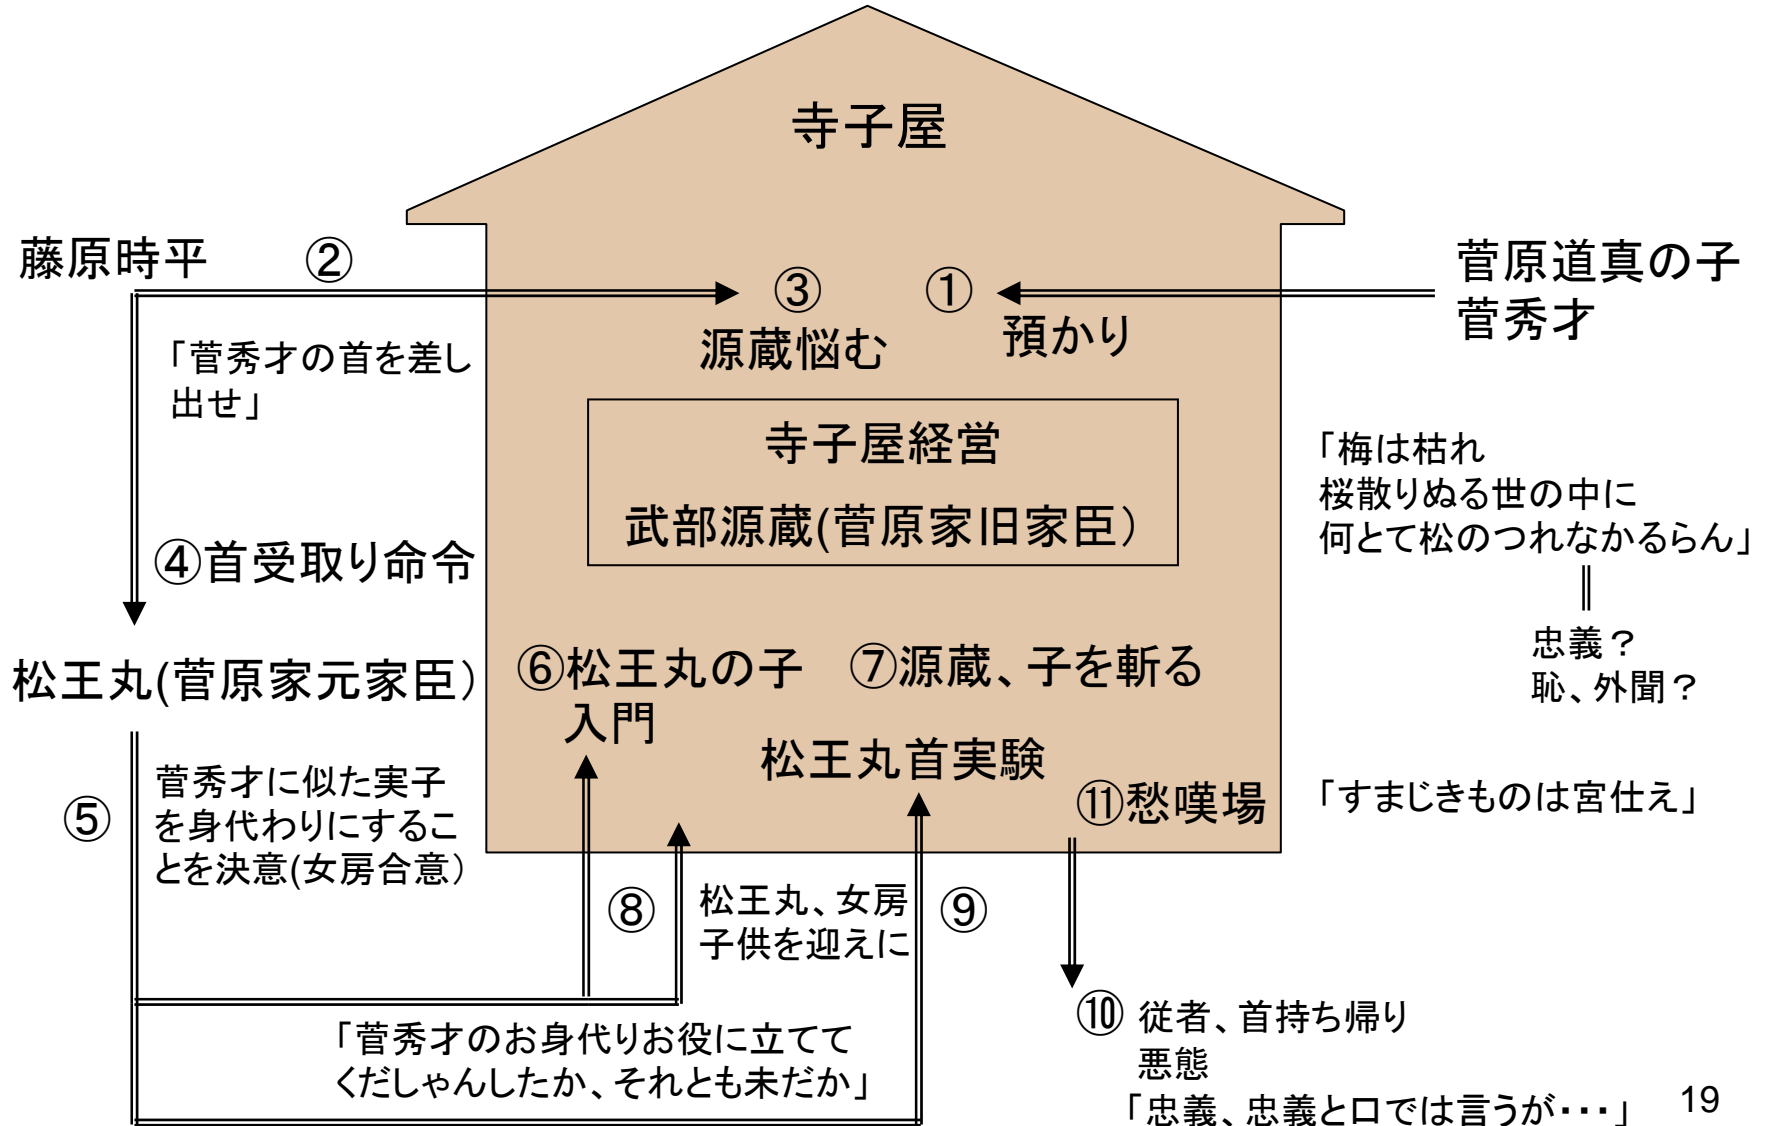 寺子屋
藤原時平
②
③
①
菅原道真の子
菅秀才
源蔵悩む
預かり
「菅秀才の首を差し
出せ」
寺子屋経営
武部源蔵(菅原家旧家�）
「梅は枯れ
桜散りぬる世の中に
何とて松のつれなかるらん」
||
忠義？
恥、外聞？
④首受取り命令
松王丸(菅原家元家臣）
⑥松王丸の子
入門
⑦源蔵、子を斬る
松王丸首実験
⑪愁嘆場
「すまじきものは宮仕え」
⑤
菅秀才に似た実子
を身代わりにするこ
とを決意(女房合意）
⑧
松王丸、女房
子供を迎えに
⑨
「菅秀才のお身代りお役に立てて
くだしゃんしたか、それとも未だか」
⑩ 従者、首持ち帰り
悪態
「忠義、忠義と口では言うが・・・」
19